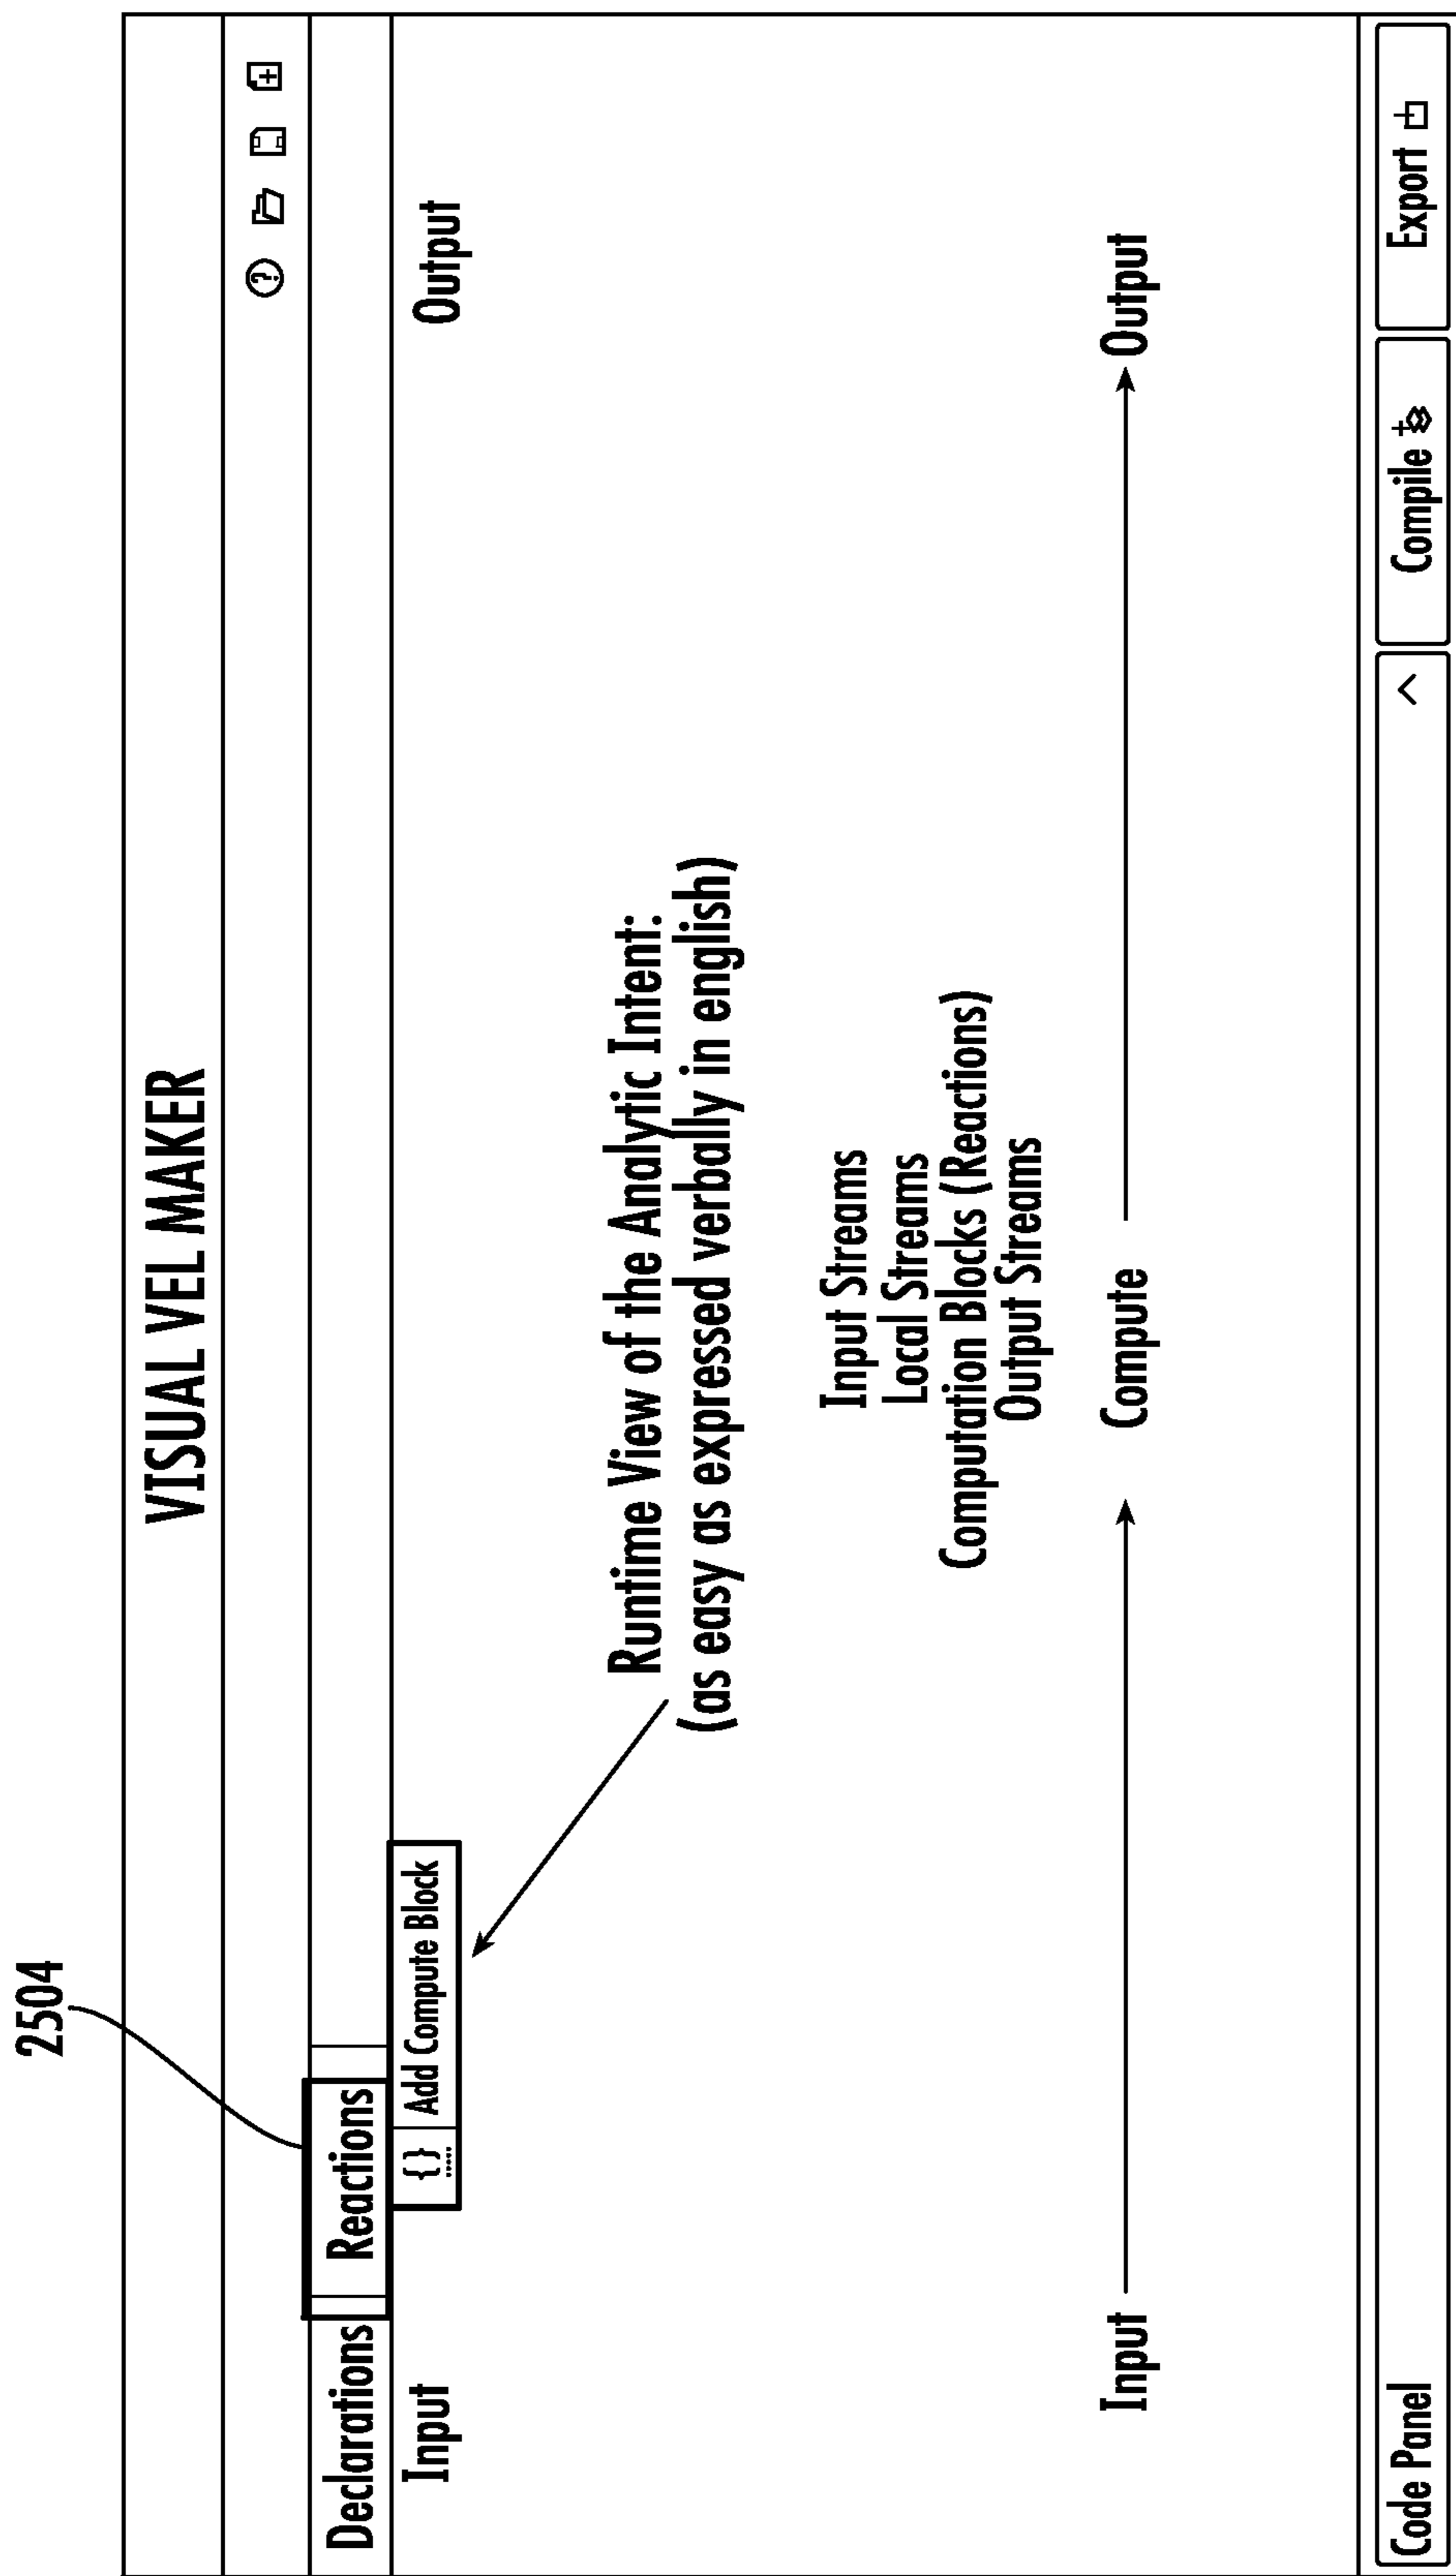 2504
VISUAL VEL MAKER
Declarations
Reactions
Input
{ } Add Compute Block
Output
Runtime View of the Analytic Intent:
(as easy as expressed verbally in english)
Input Streams
Local Streams
Computation Blocks (Reactions)
Output Streams
Input
Compute
Output
Code Panel
Compile
Export